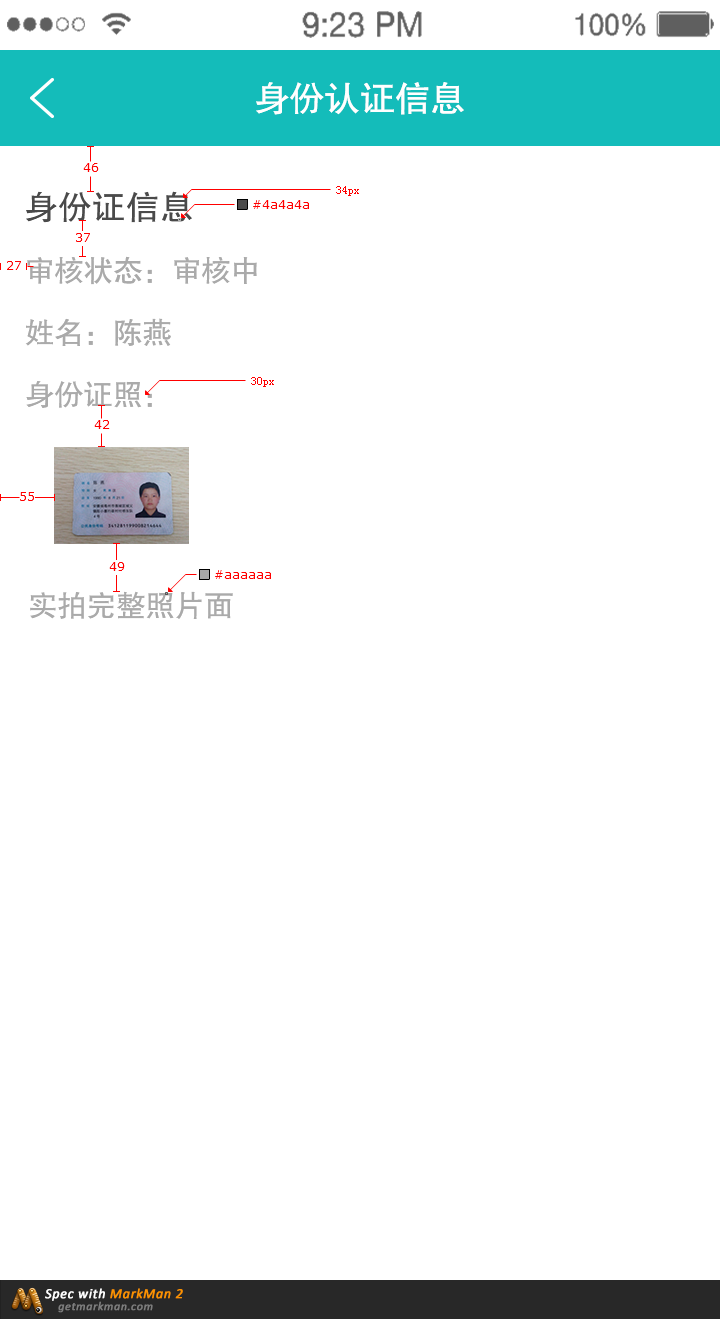 9:23 PM
100%
身份认证信息
46
34px
身份证信息
#4a4a4a
37
27
审核状态：审核中
姓名：陈燕
30px
身份证照：
42
55
49
#aaaaaa
实拍完整照片面
Spec with MarkMan 2
getmarkman.com